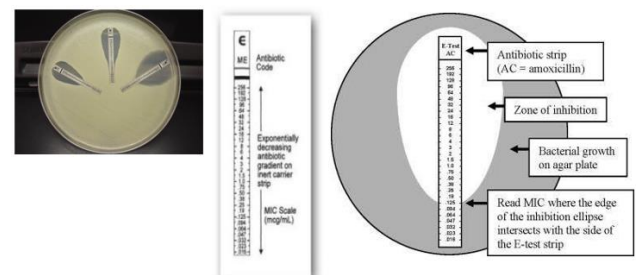 ε
ME
Antibiotic
Code
Exponentially
decreasing
antibiotic
gradient on
inert carrier
strip
MIC Scale
(mcg/mL)
E-Test
AC
256
192
128
96
64
48
32
24
16
12
8
6
4
3
2
1.5
1.0
.75
.50
.38
.25
.19
.125
.094
.064
.047
.032
.023
.016
Antibiotic strip
(AC = amoxicillin)
Zone of inhibition
Bacterial growth
on agar plate
Read MIC where the edge
of the inhibition ellipse
intersects with the side of
the E-test strip